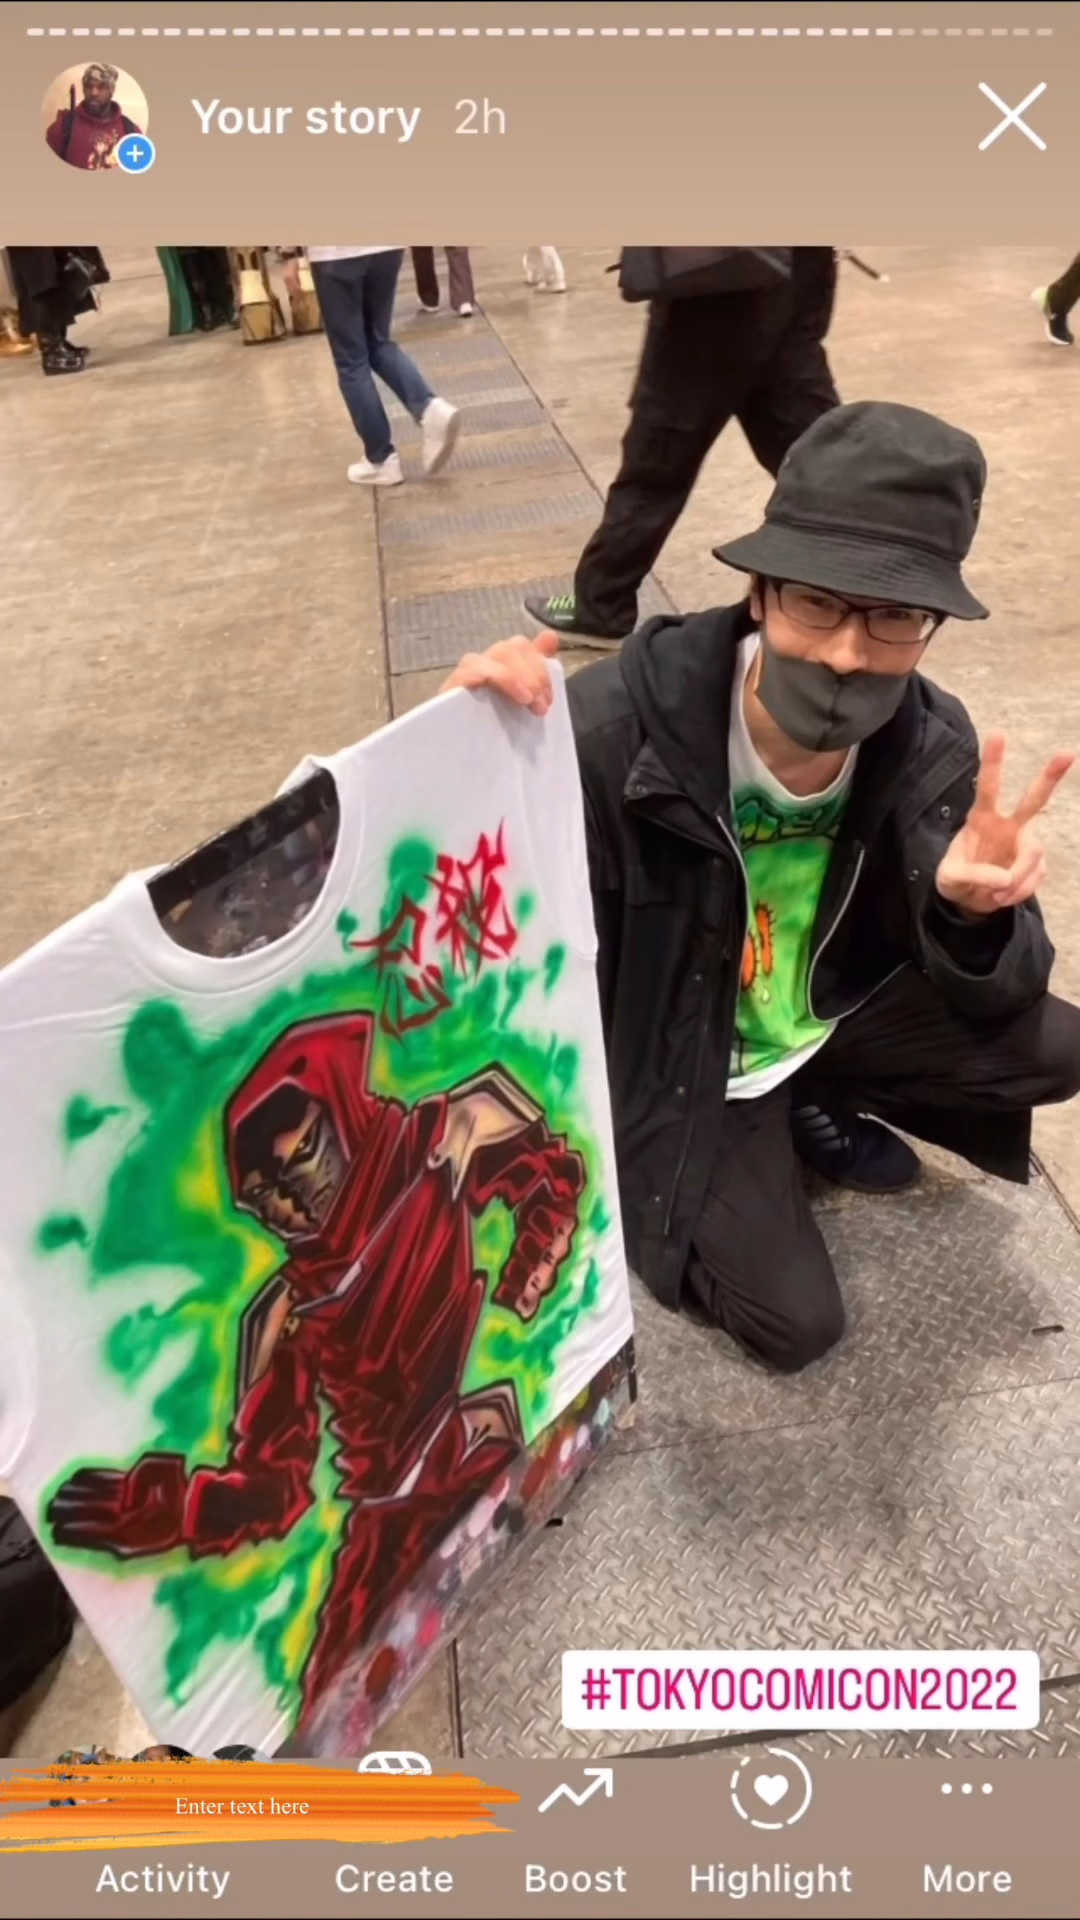 Your story 2h
忍殺
#TOKYOCOMICON2022
Enter text here
Activity Create Boost Highlight More